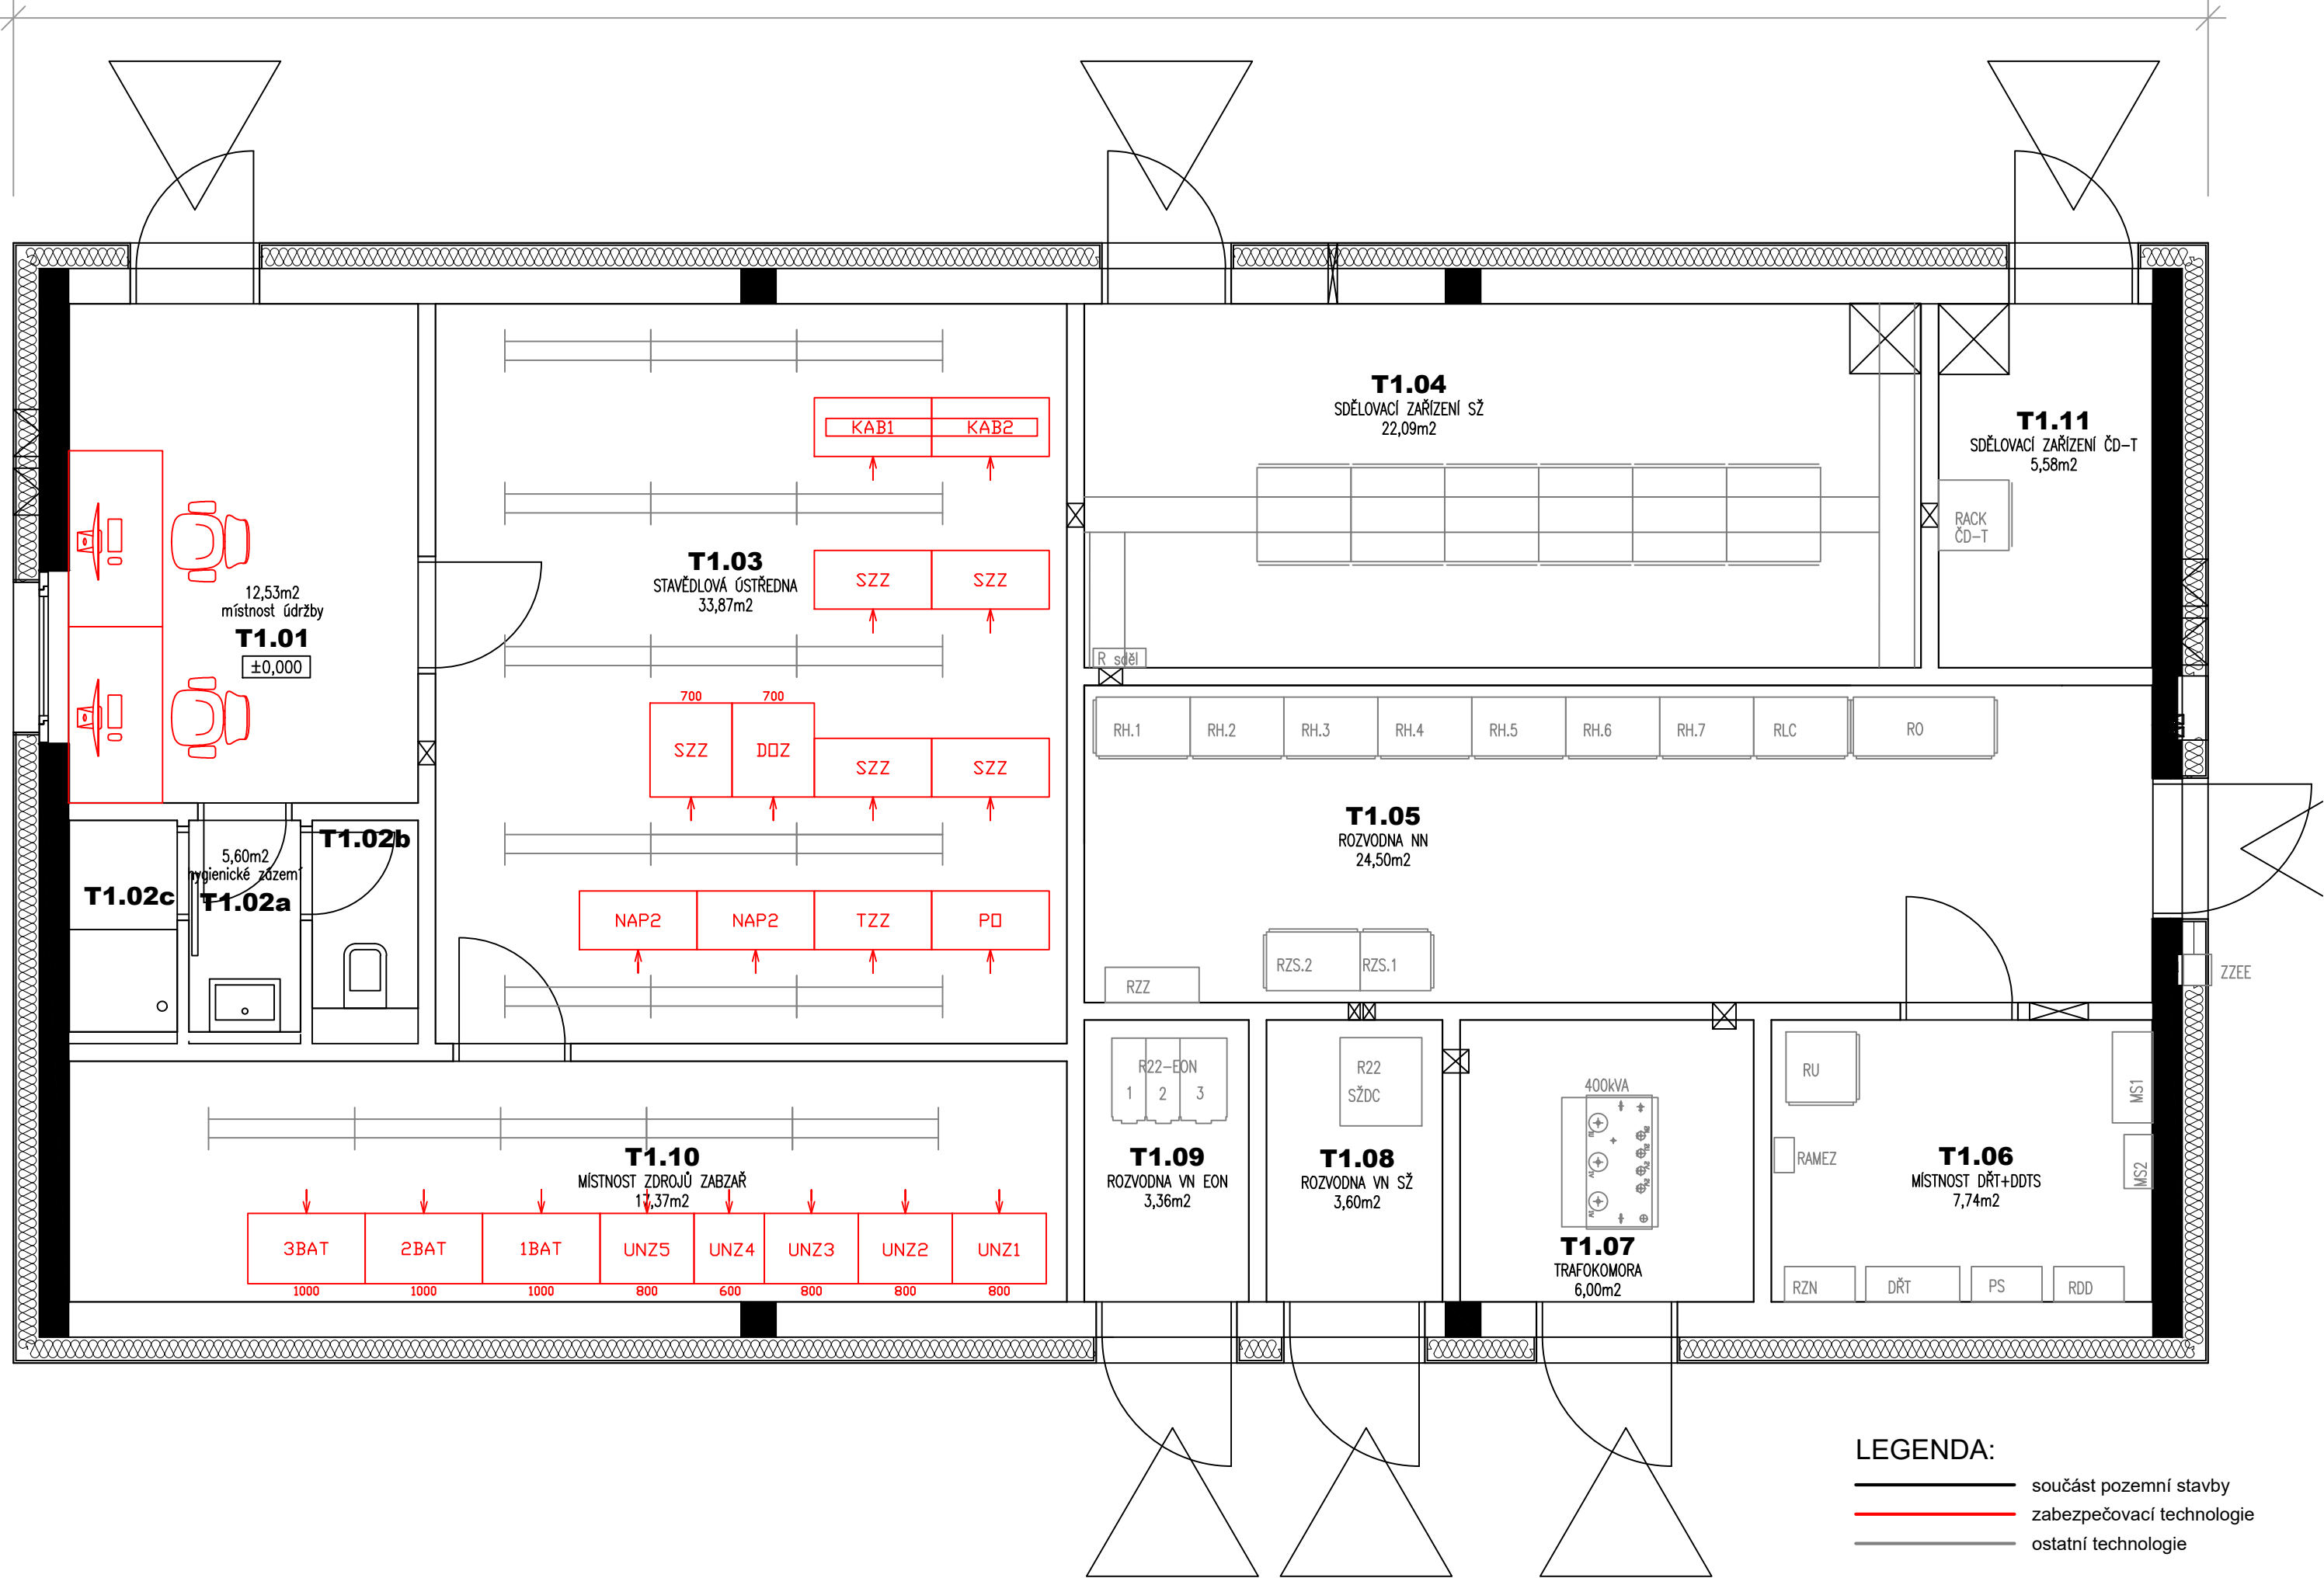 T1.04
SDĚLOVACÍ ZAŘÍZENÍ SŽ
22,09m2
T1.11
SDĚLOVACÍ ZAŘÍZENÍ ČD-T
5,58m2
RACK
ČD-T
KAB1
KAB2
T1.03
STAVĚDLOVÁ ÚSTŘEDNA
33,87m2
SZZ
SZZ
12,53m2
místnost údržby
T1.01
±0,000
R sděl
700
700
SZZ
DOZ
SZZ
SZZ
RH.1
RH.2
RH.3
RH.4
RH.5
RH.6
RH.7
RLC
RO
T1.05
ROZVODNA NN
24,50m2
T1.02b
5,60m2
hygienické zázemí
T1.02c
T1.02a
NAP2
NAP2
TZZ
PO
RZZ
RZS.2
RZS.1
ZZEE
T1.10
MÍSTNOST ZDROJŮ ZABZAŘ
17,37m2
3BAT
2BAT
1BAT
UNZ5
UNZ4
UNZ3
UNZ2
UNZ1
1000
1000
1000
800
600
800
800
800
R22-EON
1
2
3
T1.09
ROZVODNA VN EON
3,36m2
R22
SŽDC
T1.08
ROZVODNA VN SŽ
3,60m2
400kVA
T1.07
TRAFOKOMORA
6,00m2
RU
MS1
RAMEZ
MS2
T1.06
MÍSTNOST DŘT+DDTS
7,74m2
RZN
DŘT
PS
RDD
LEGENDA:
součást pozemní stavby
zabezpečovací technologie
ostatní technologie